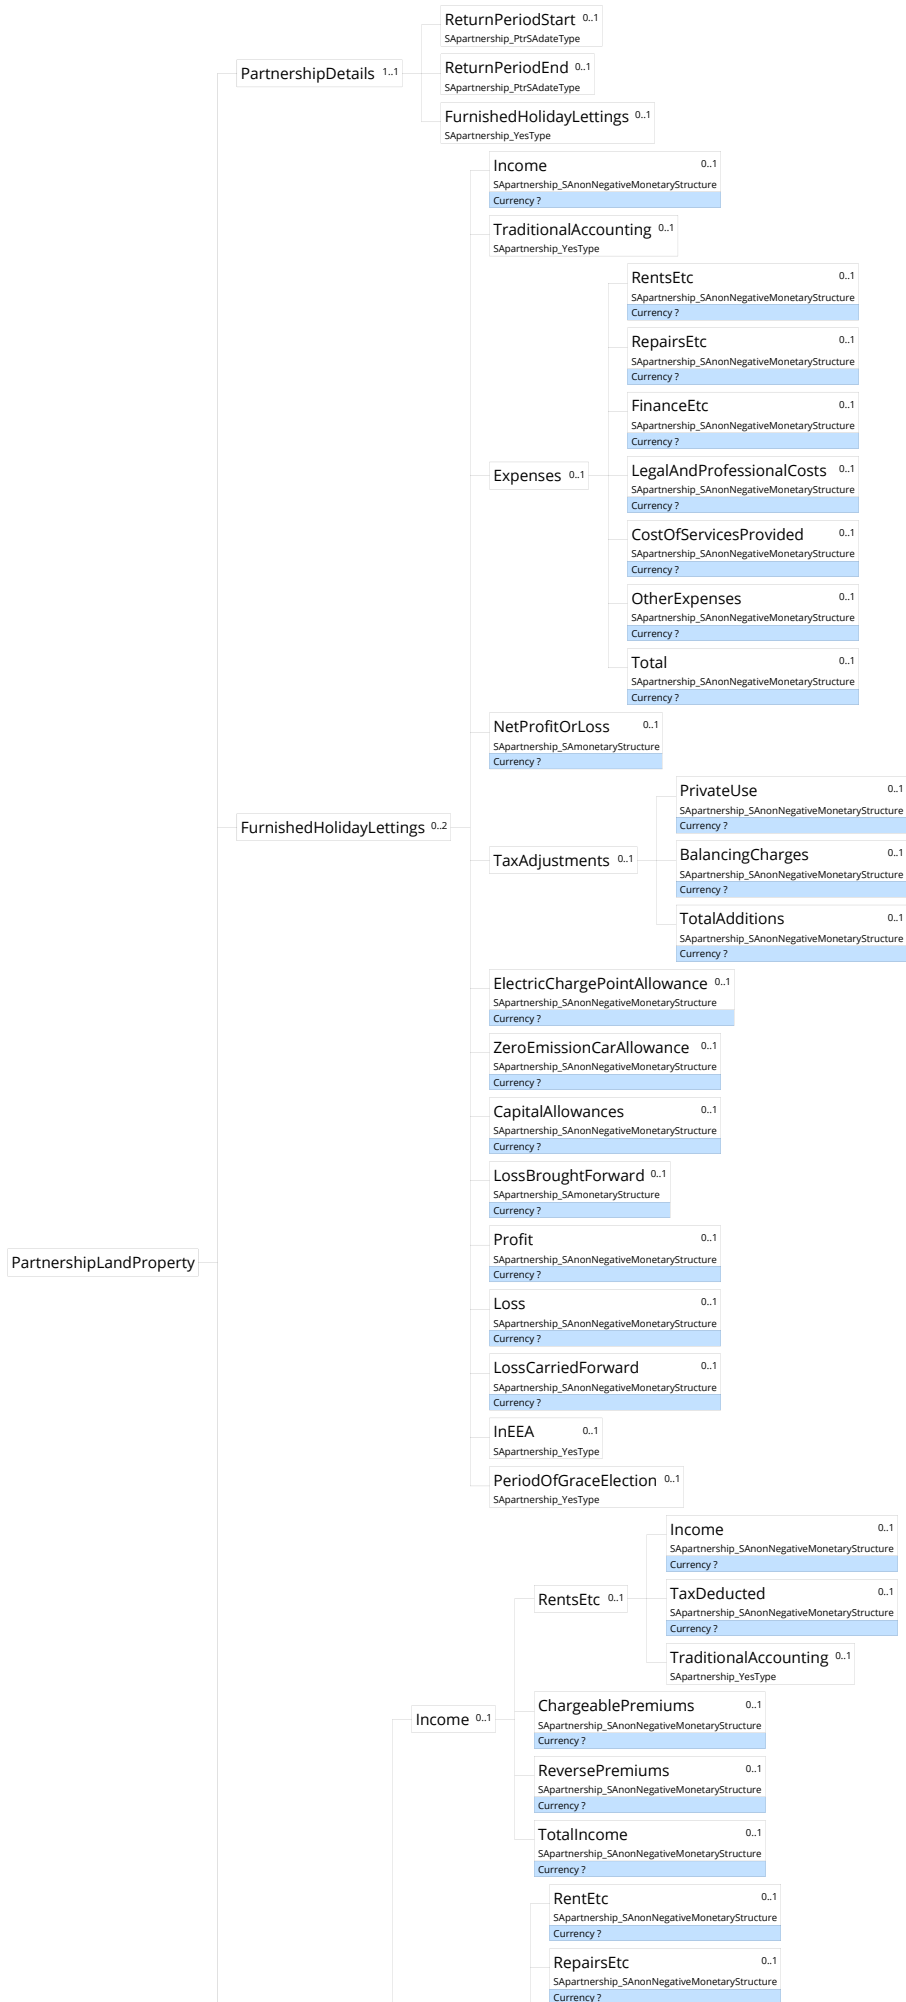 ReturnPeriodStart 0..1
SApartnership_PtrSAdateType
PartnershipDetails 1..1
ReturnPeriodEnd 0..1
SApartnership_PtrSAdateType
FurnishedHolidayLettings 0..1
SApartnership_YesType
Income 0..1
SApartnership_SAnonNegativeMonetaryStructure
Currency ?
TraditionalAccounting 0..1
SApartnership_YesType
RentsEtc 0..1
SApartnership_SAnonNegativeMonetaryStructure
Currency ?
RepairsEtc 0..1
SApartnership_SAnonNegativeMonetaryStructure
Currency ?
FinanceEtc 0..1
SApartnership_SAnonNegativeMonetaryStructure
Currency ?
Expenses 0..1
LegalAndProfessionalCosts 0..1
SApartnership_SAnonNegativeMonetaryStructure
Currency ?
CostOfServicesProvided 0..1
SApartnership_SAnonNegativeMonetaryStructure
Currency ?
OtherExpenses 0..1
SApartnership_SAnonNegativeMonetaryStructure
Currency ?
Total 0..1
SApartnership_SAnonNegativeMonetaryStructure
Currency ?
NetProfitOrLoss 0..1
SApartnership_SAmonetaryStructure
Currency ?
FurnishedHolidayLettings 0..2
PrivateUse 0..1
SApartnership_SAnonNegativeMonetaryStructure
Currency ?
TaxAdjustments 0..1
BalancingCharges 0..1
SApartnership_SAnonNegativeMonetaryStructure
Currency ?
TotalAdditions 0..1
SApartnership_SAnonNegativeMonetaryStructure
Currency ?
ElectricChargePointAllowance 0..1
SApartnership_SAnonNegativeMonetaryStructure
Currency ?
ZeroEmissionCarAllowance 0..1
SApartnership_SAnonNegativeMonetaryStructure
Currency ?
CapitalAllowances 0..1
SApartnership_SAnonNegativeMonetaryStructure
Currency ?
LossBroughtForward 0..1
SApartnership_SAmonetaryStructure
Currency ?
PartnershipLandProperty
Profit 0..1
SApartnership_SAnonNegativeMonetaryStructure
Currency ?
Loss 0..1
SApartnership_SAnonNegativeMonetaryStructure
Currency ?
LossCarriedForward 0..1
SApartnership_SAnonNegativeMonetaryStructure
Currency ?
InEEA 0..1
SApartnership_YesType
PeriodOfGraceElection 0..1
SApartnership_YesType
Income 0..1
SApartnership_SAnonNegativeMonetaryStructure
Currency ?
RentsEtc 0..1
TaxDeducted 0..1
SApartnership_SAnonNegativeMonetaryStructure
Currency ?
TraditionalAccounting 0..1
SApartnership_YesType
Income 0..1
ChargeablePremiums 0..1
SApartnership_SAnonNegativeMonetaryStructure
Currency ?
ReversePremiums 0..1
SApartnership_SAnonNegativeMonetaryStructure
Currency ?
TotalIncome 0..1
SApartnership_SAnonNegativeMonetaryStructure
Currency ?
RentEtc 0..1
SApartnership_SAnonNegativeMonetaryStructure
Currency ?
RepairsEtc 0..1
SApartnership_SAnonNegativeMonetaryStructure
Currency ?